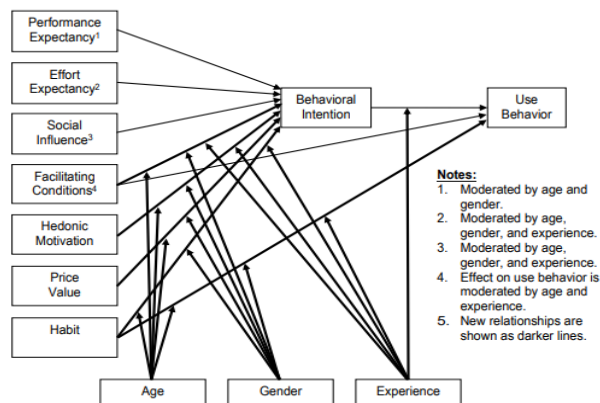 Performance
Expectancy¹
Effort
Expectancy²
Social
Influence³
Facilitating
Conditions⁴
Hedonic
Motivation
Price
Value
Habit
Behavioral
Intention
Use
Behavior
Notes:
1. Moderated by age and
gender.
2. Moderated by age,
gender, and experience.
3. Moderated by age,
gender, and experience.
4. Effect on use behavior is
moderated by age and
experience.
5. New relationships are
shown as darker lines.
Age
Gender
Experience